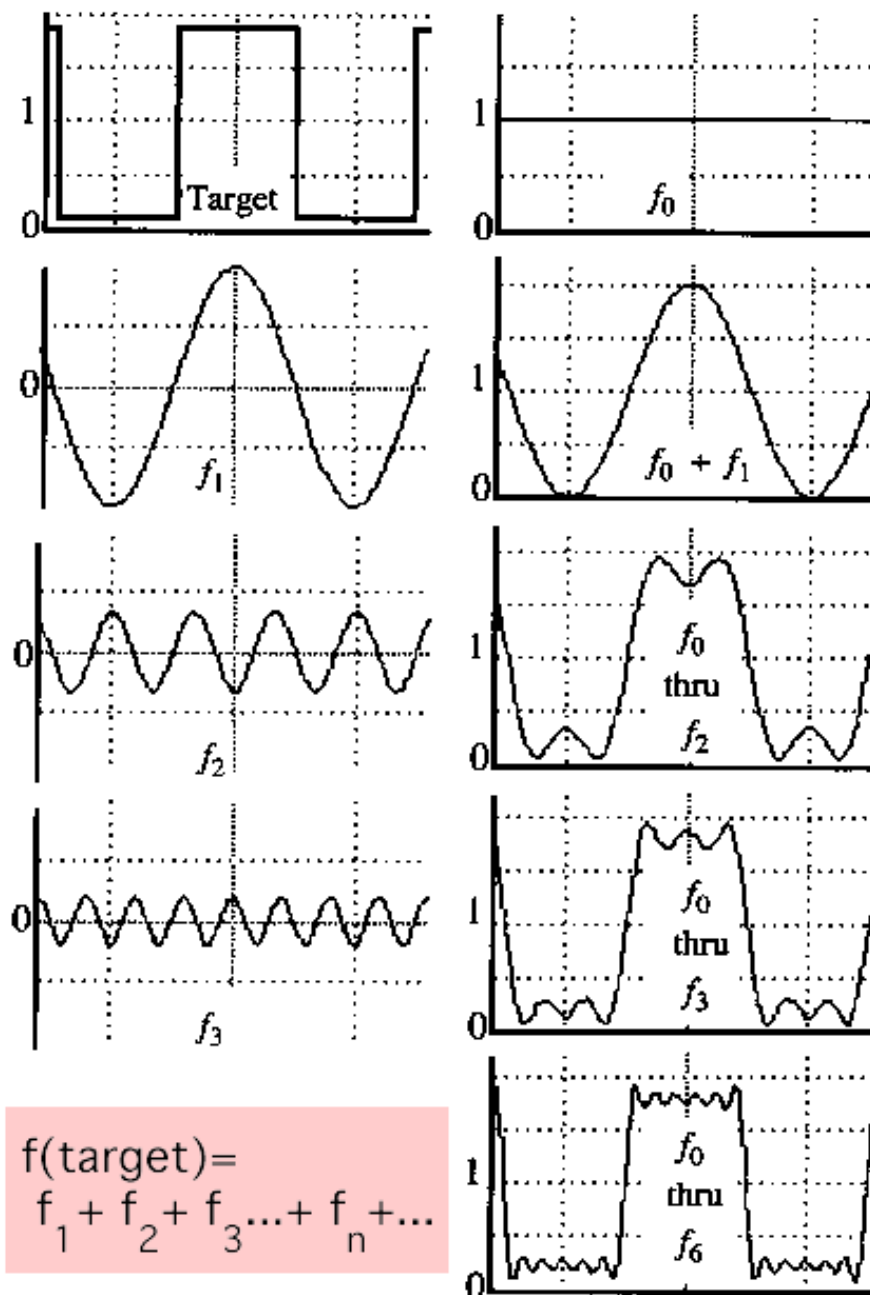 1
0
Target
1
0
f₀
0
f₁
1
0
f₀ + f₁
0
f₂
1
0
f₀
thru
f₂
0
f₃
1
0
f₀
thru
f₃
f(target)=
f₁+ f₂+ f₃...+ fₙ+...
1
0
f₀
thru
f₆